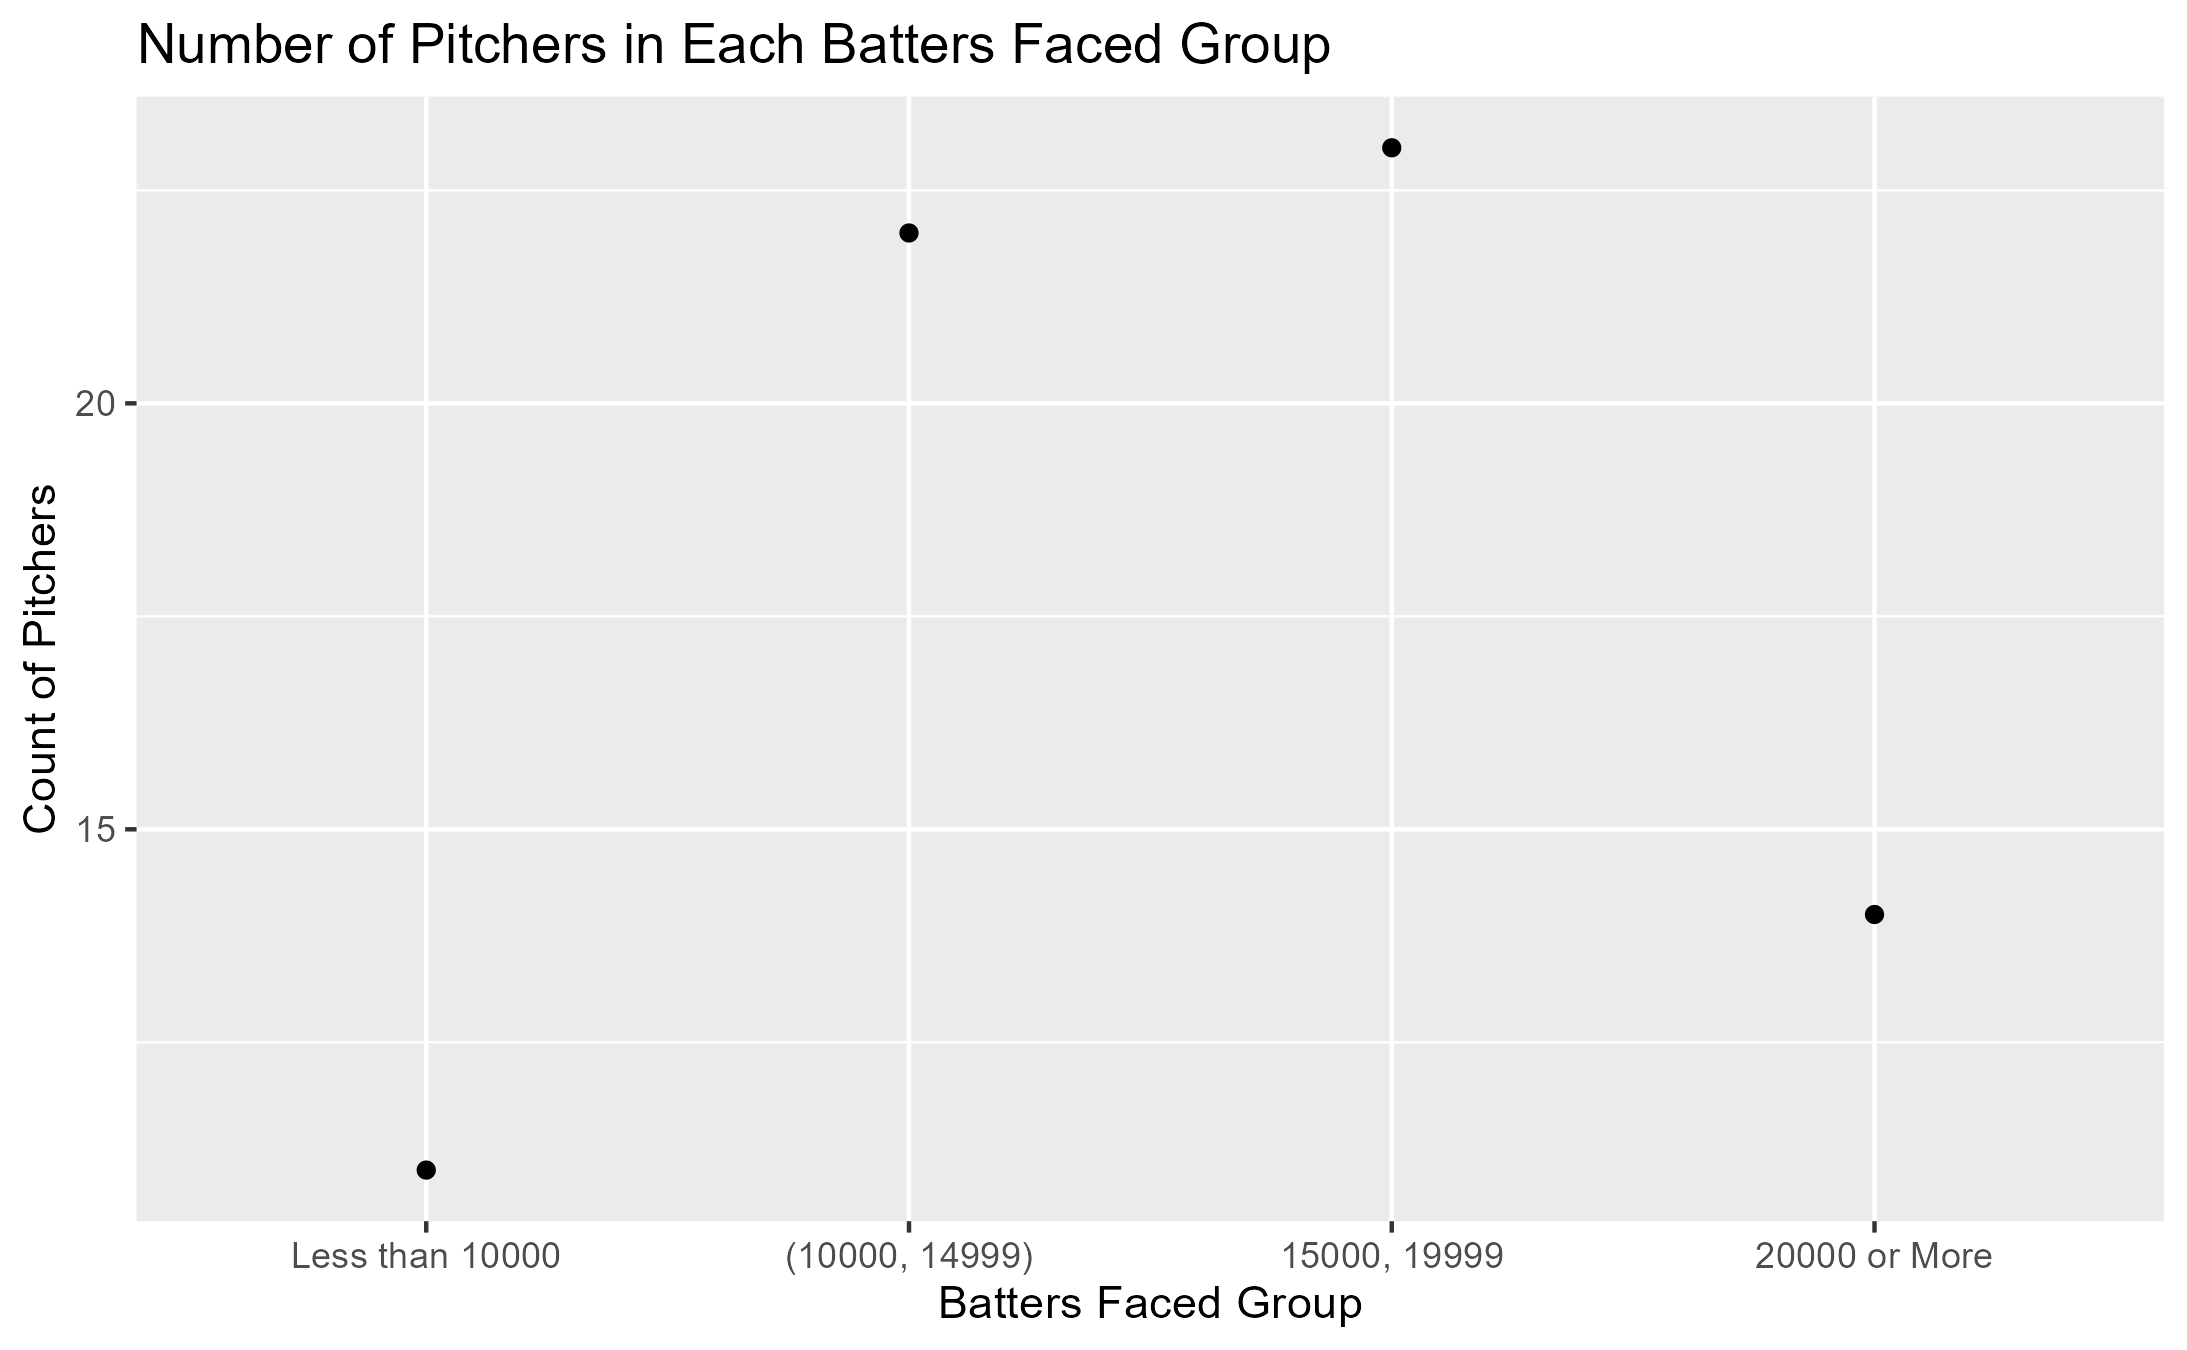 Number of Pitchers in Each Batters Faced Group
Count of Pitchers
20
15
Less than 10000
(10000, 14999)
15000, 19999
20000 or More
Batters Faced Group